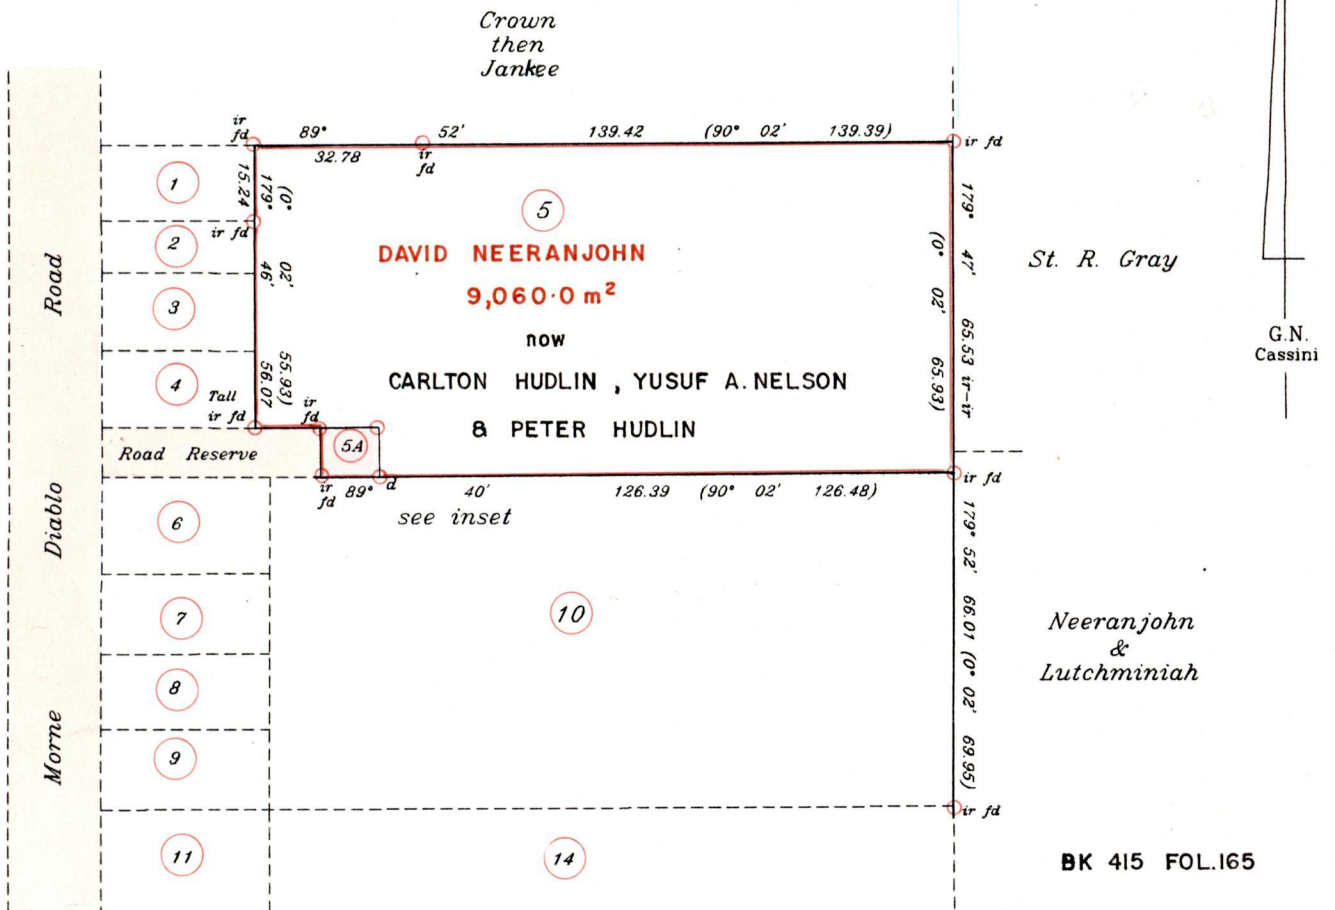 Crown
then
Jankee
ir
fd
89° 52' 139.42 (90° 02' 139.39)
32.78
ir
fd
ir fd
1
15.24
179° 46' 56.07
(0° 02' 55.93)
ir fd
2
3
4
Tall
ir fd
ir
fd
5
DAVID NEERANJOHN
9,060·0 m²
now
CARLTON HUDLIN , YUSUF A. NELSON
& PETER HUDLIN
179° 47' 65.53 ir-ir
(0° 02' 65.93)
St. R. Gray
G.N.
Cassini
Road Reserve
5A
ir
fd
89° 40' 126.39 (90° 02' 126.48)
d
ir fd
see inset
Morne Diablo Road
6
7
8
9
10
179° 52' 66.01 (0° 02' 69.95)
Neeranjohn
&
Lutchminiah
ir fd
11
14
BK 415 FOL.165